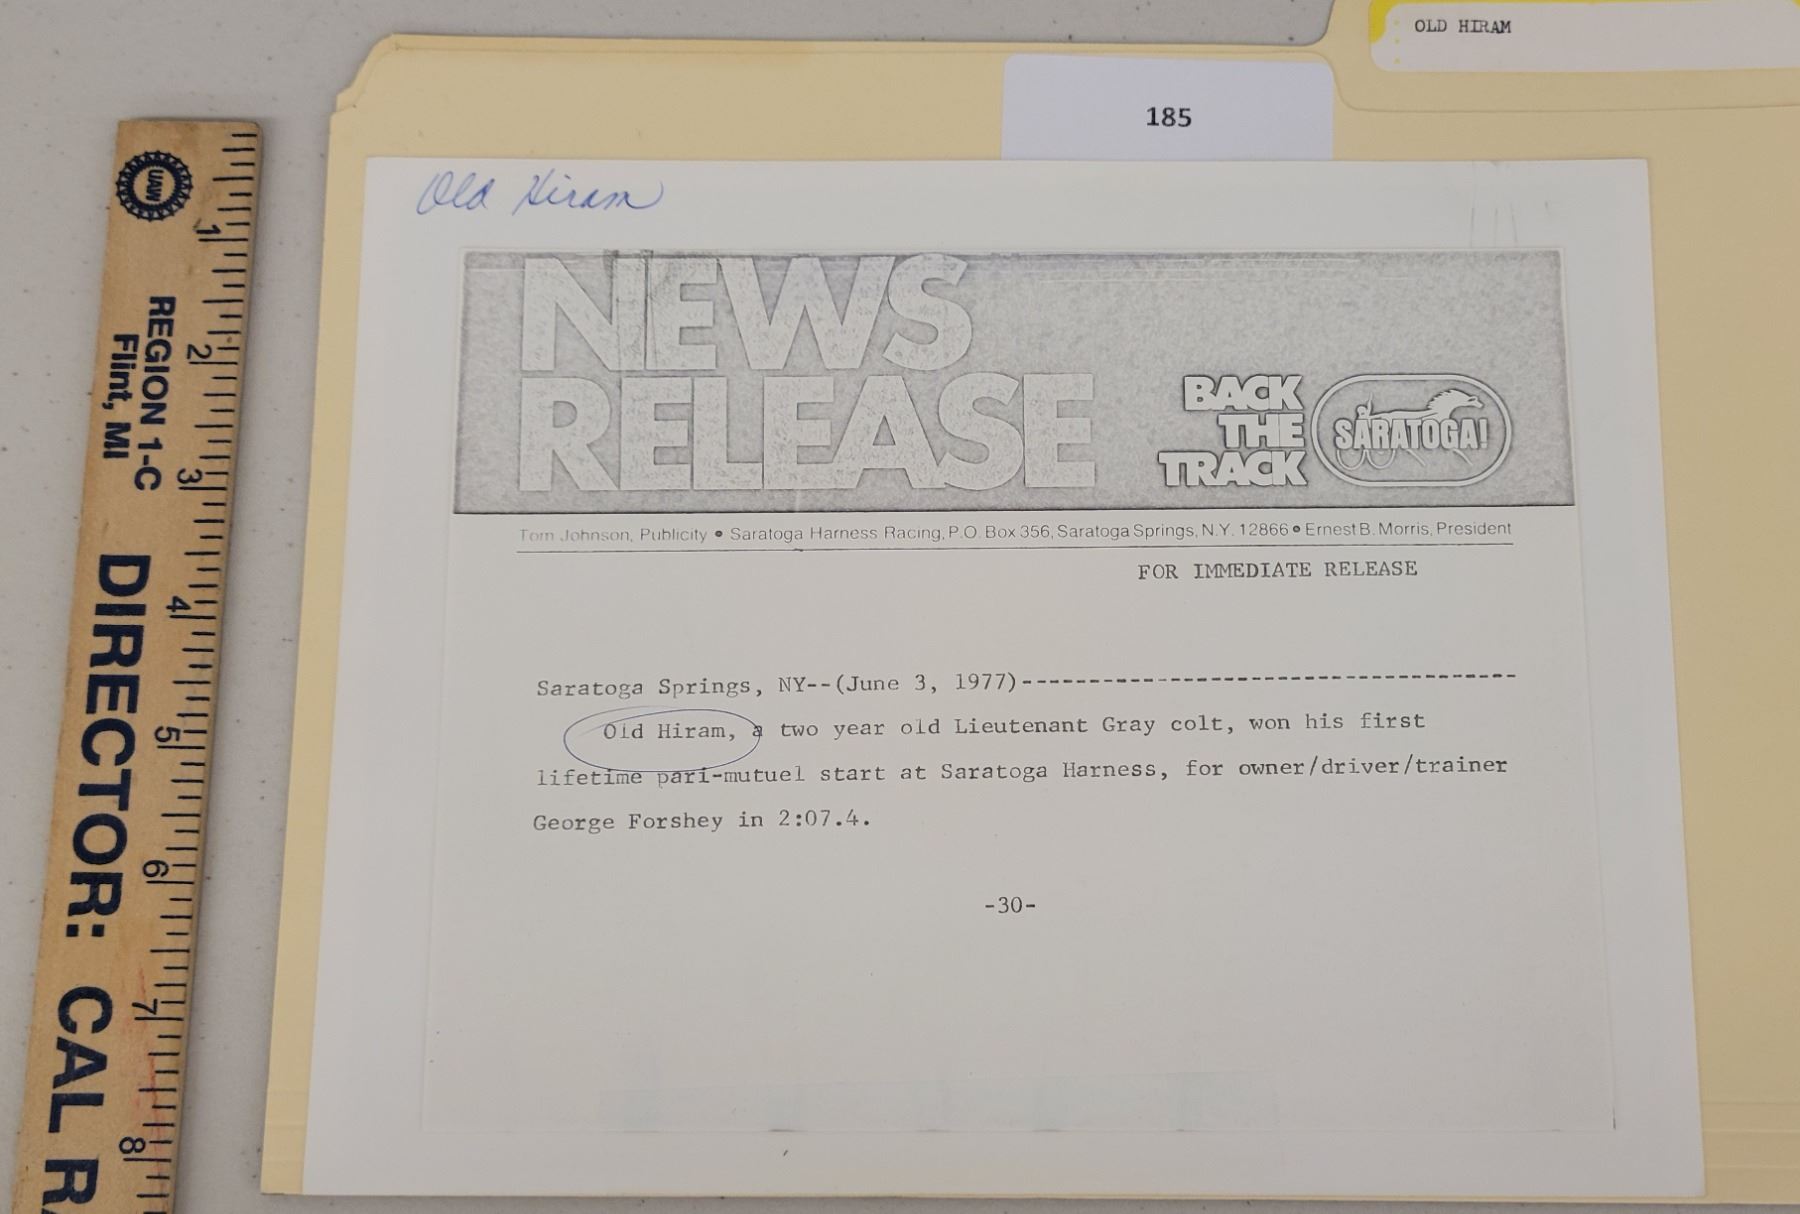 OLD HIRAM
185
Old Hiram
NEWS
RELEASE
BACK
THE
TRACK
SARATOGA!
Tom Johnson, Publicity • Saratoga Harness Racing, P.O. Box 356, Saratoga Springs, N.Y. 12866 • Ernest B. Morris, President
FOR IMMEDIATE RELEASE
Saratoga Springs, NY--(June 3, 1977)-------------------------------------
Old Hiram, a two year old Lieutenant Gray colt, won his first
lifetime pari-mutuel start at Saratoga Harness, for owner/driver/trainer
George Forshey in 2:07.4.
-30-
UAW
REGION 1-C
Flint, MI
DIRECTOR: CAL R
1
2
3
4
5
6
7
8